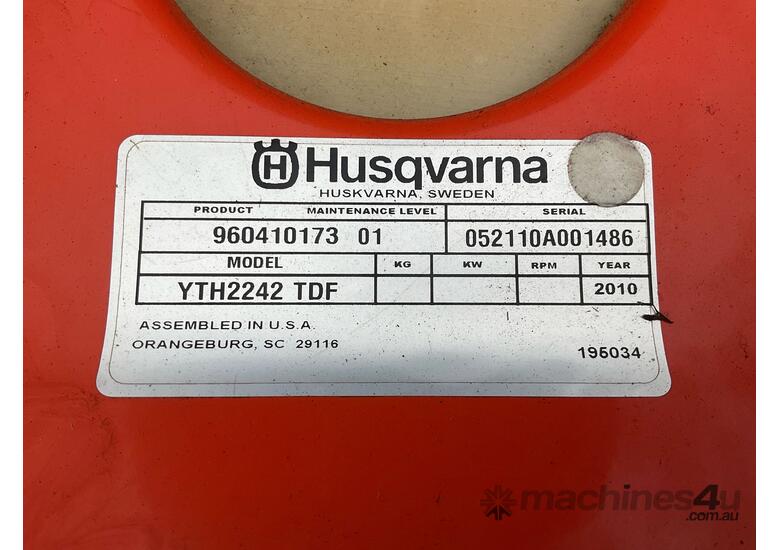 H Husqvarna
HUSKVARNA, SWEDEN
PRODUCT MAINTENANCE LEVEL SERIAL
960410173 01 052110A001486
MODEL KG KW RPM YEAR
YTH2242 TDF 2010
ASSEMBLED IN U.S.A.
ORANGEBURG, SC 29116
195034
machines4u
.com.au